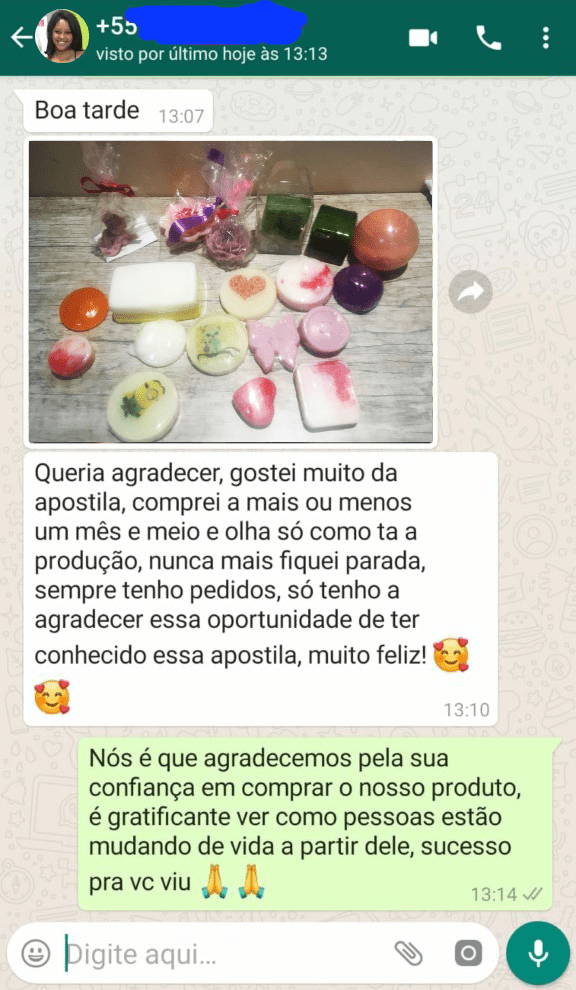 +55
visto por último hoje às 13:13
Boa tarde 13:07
Queria agradecer, gostei muito da
apostila, comprei a mais ou menos
um mês e meio e olha só como ta a
produção, nunca mais fiquei parada,
sempre tenho pedidos, só tenho a
agradecer essa oportunidade de ter
conhecido essa apostila, muito feliz! 🥰
🥰
13:10
Nós é que agradecemos pela sua
confiança em comprar o nosso produto,
é gratificante ver como pessoas estão
mudando de vida a partir dele, sucesso
pra vc viu 🙏 🙏
13:14
Digite aqui...